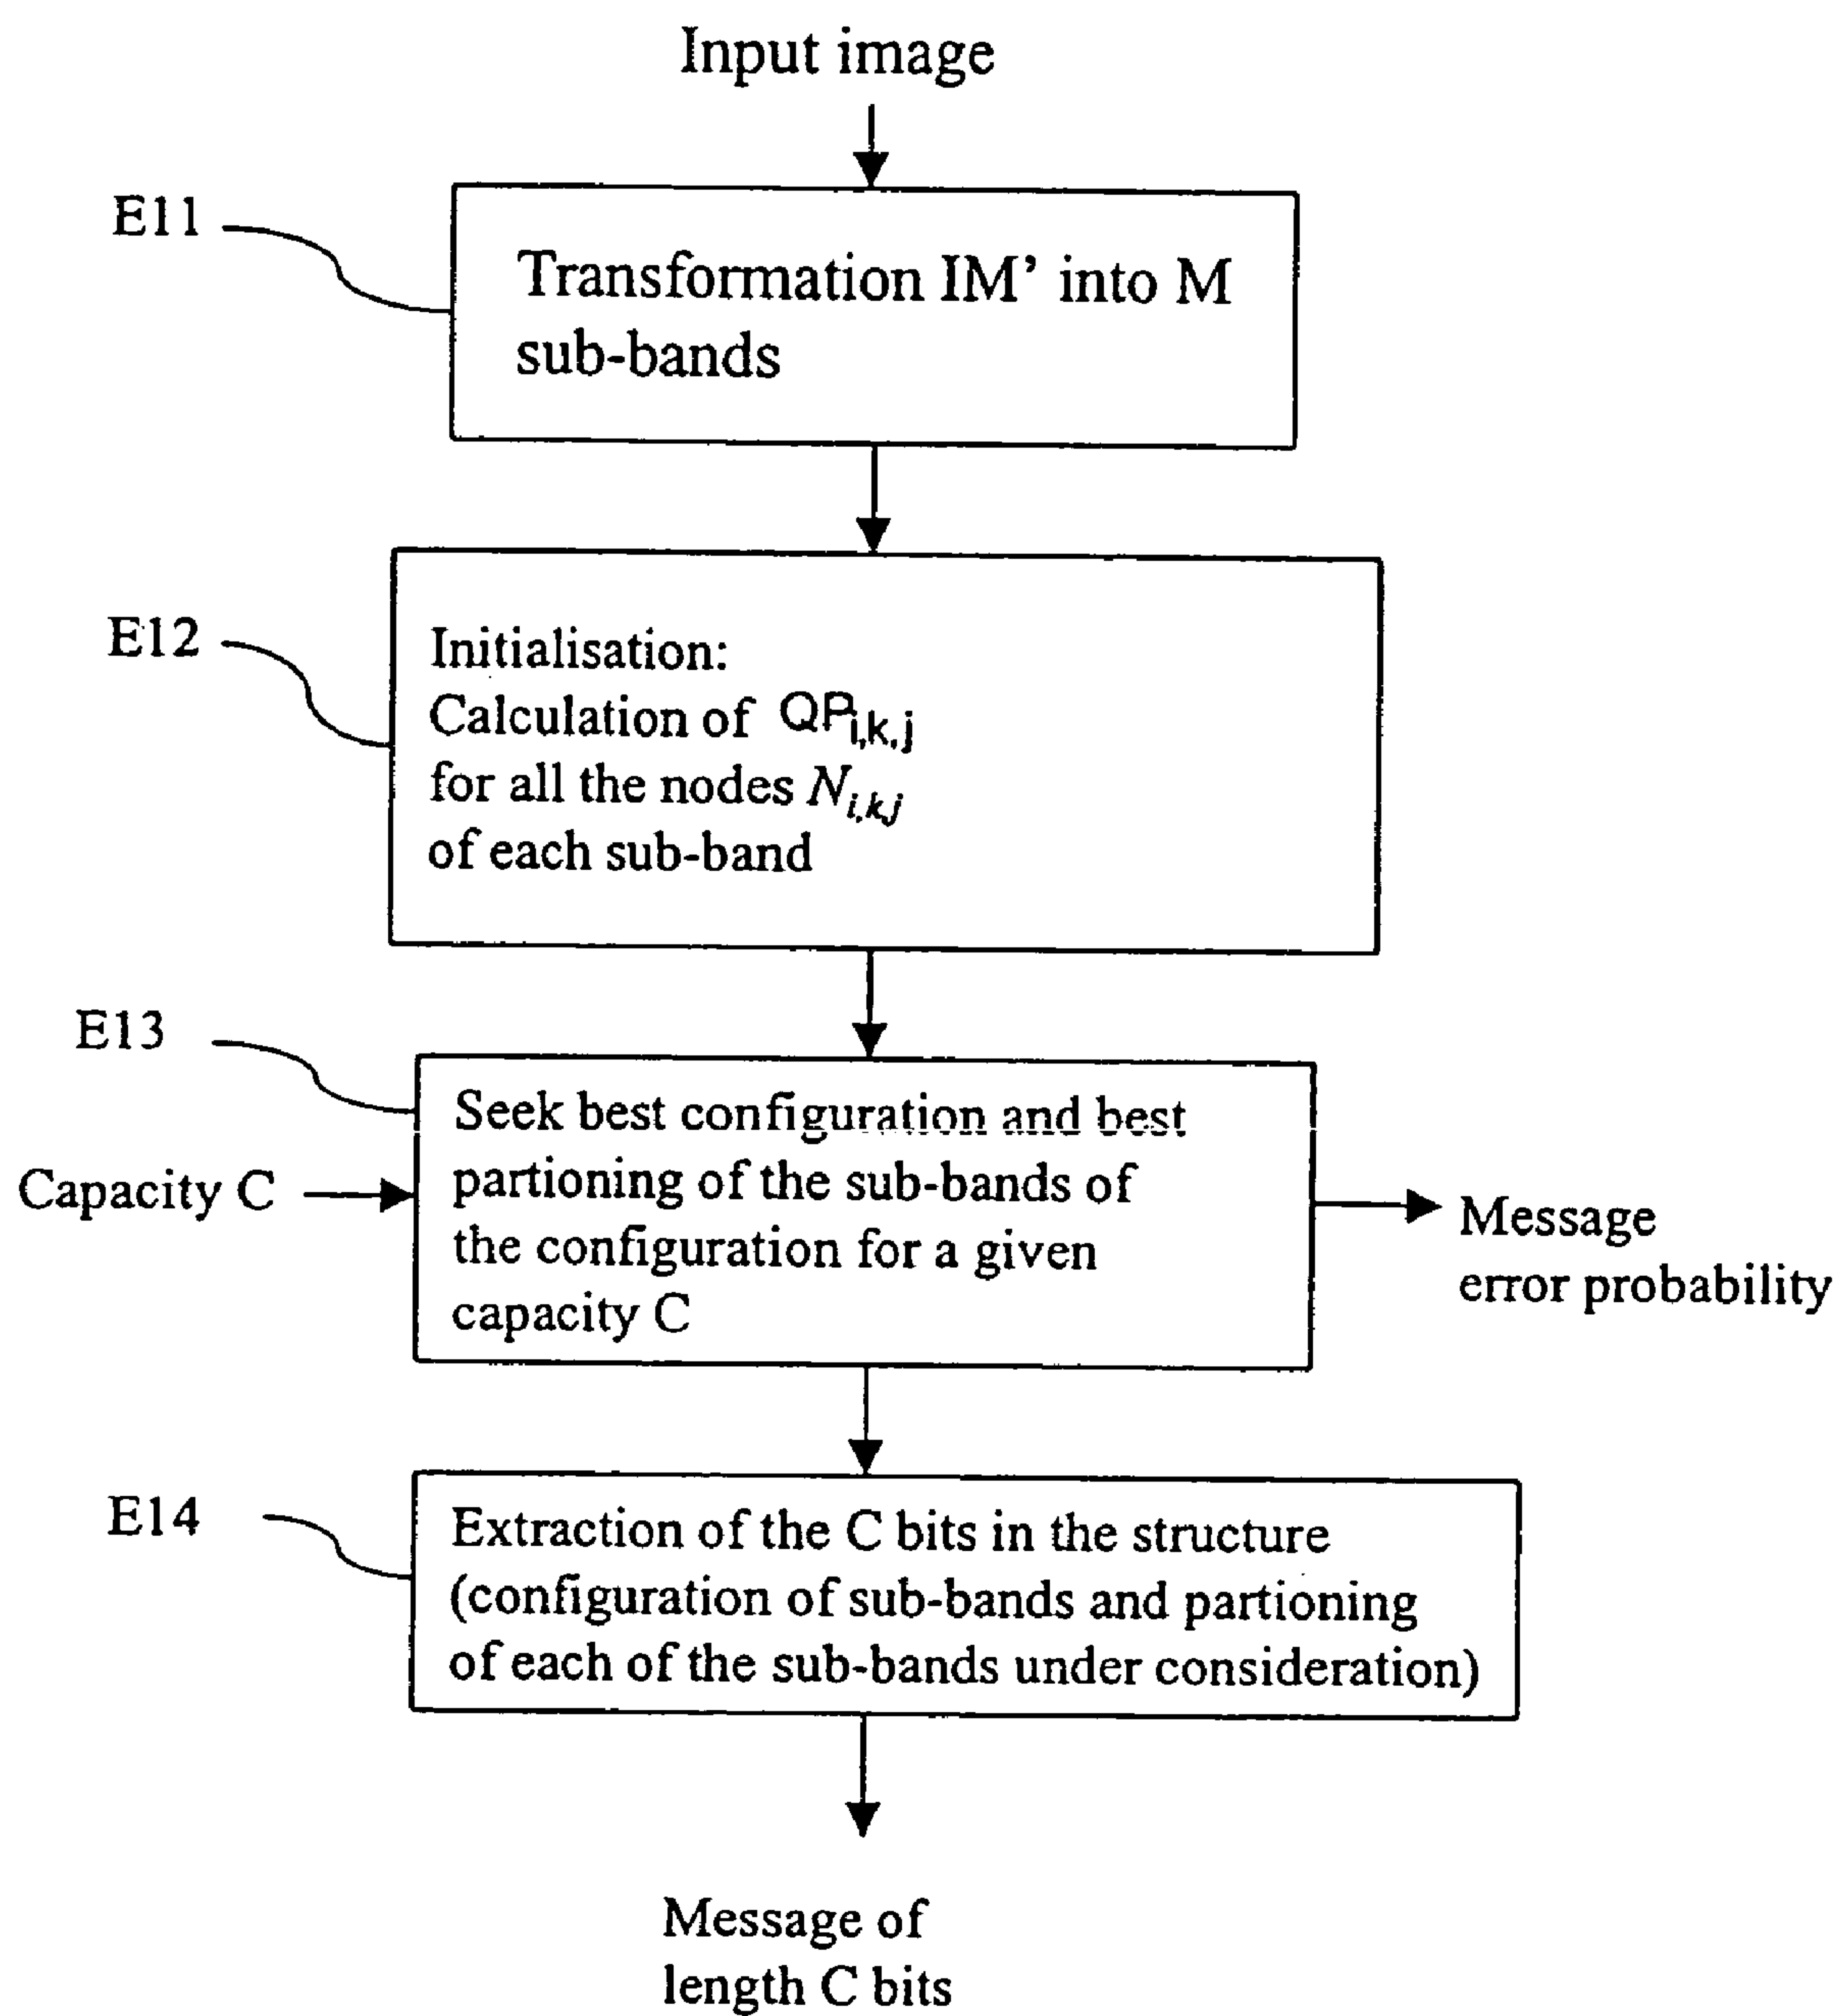 Input image
E11
Transformation IM’ into M
sub-bands
E12
Initialisation:
Calculation of QPi,k,j
for all the nodes Ni,k,j
of each sub-band
E13
Seek best configuration and best
partioning of the sub-bands of
the configuration for a given
capacity C
Capacity C
Message
error probability
E14
Extraction of the C bits in the structure
(configuration of sub-bands and partioning
of each of the sub-bands under consideration)
Message of
length C bits